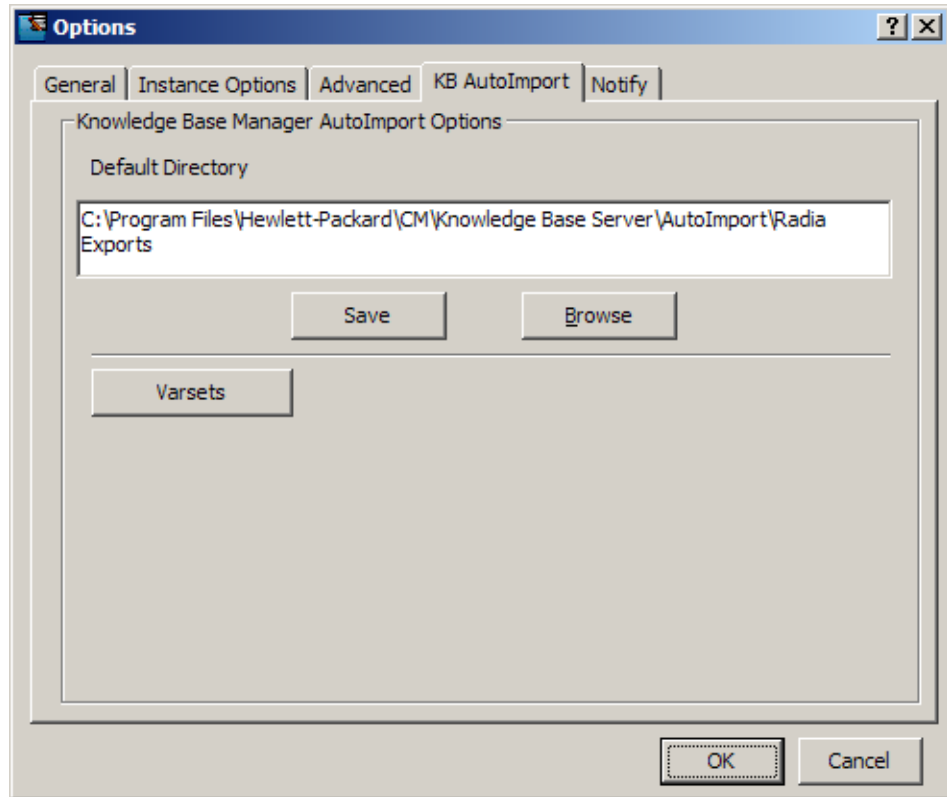 Options
General Instance Options Advanced KB AutoImport Notify
Knowledge Base Manager AutoImport Options
Default Directory
C:\Program Files\Hewlett-Packard\CM\Knowledge Base Server\AutoImport\Radia
Exports
Save Browse
Varsets
OK Cancel